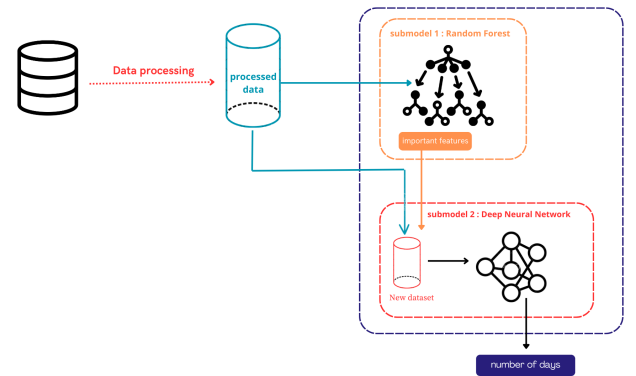 submodel 1 : Random Forest
Data processing
processed
data
important features
submodel 2 : Deep Neural Network
New dataset
number of days